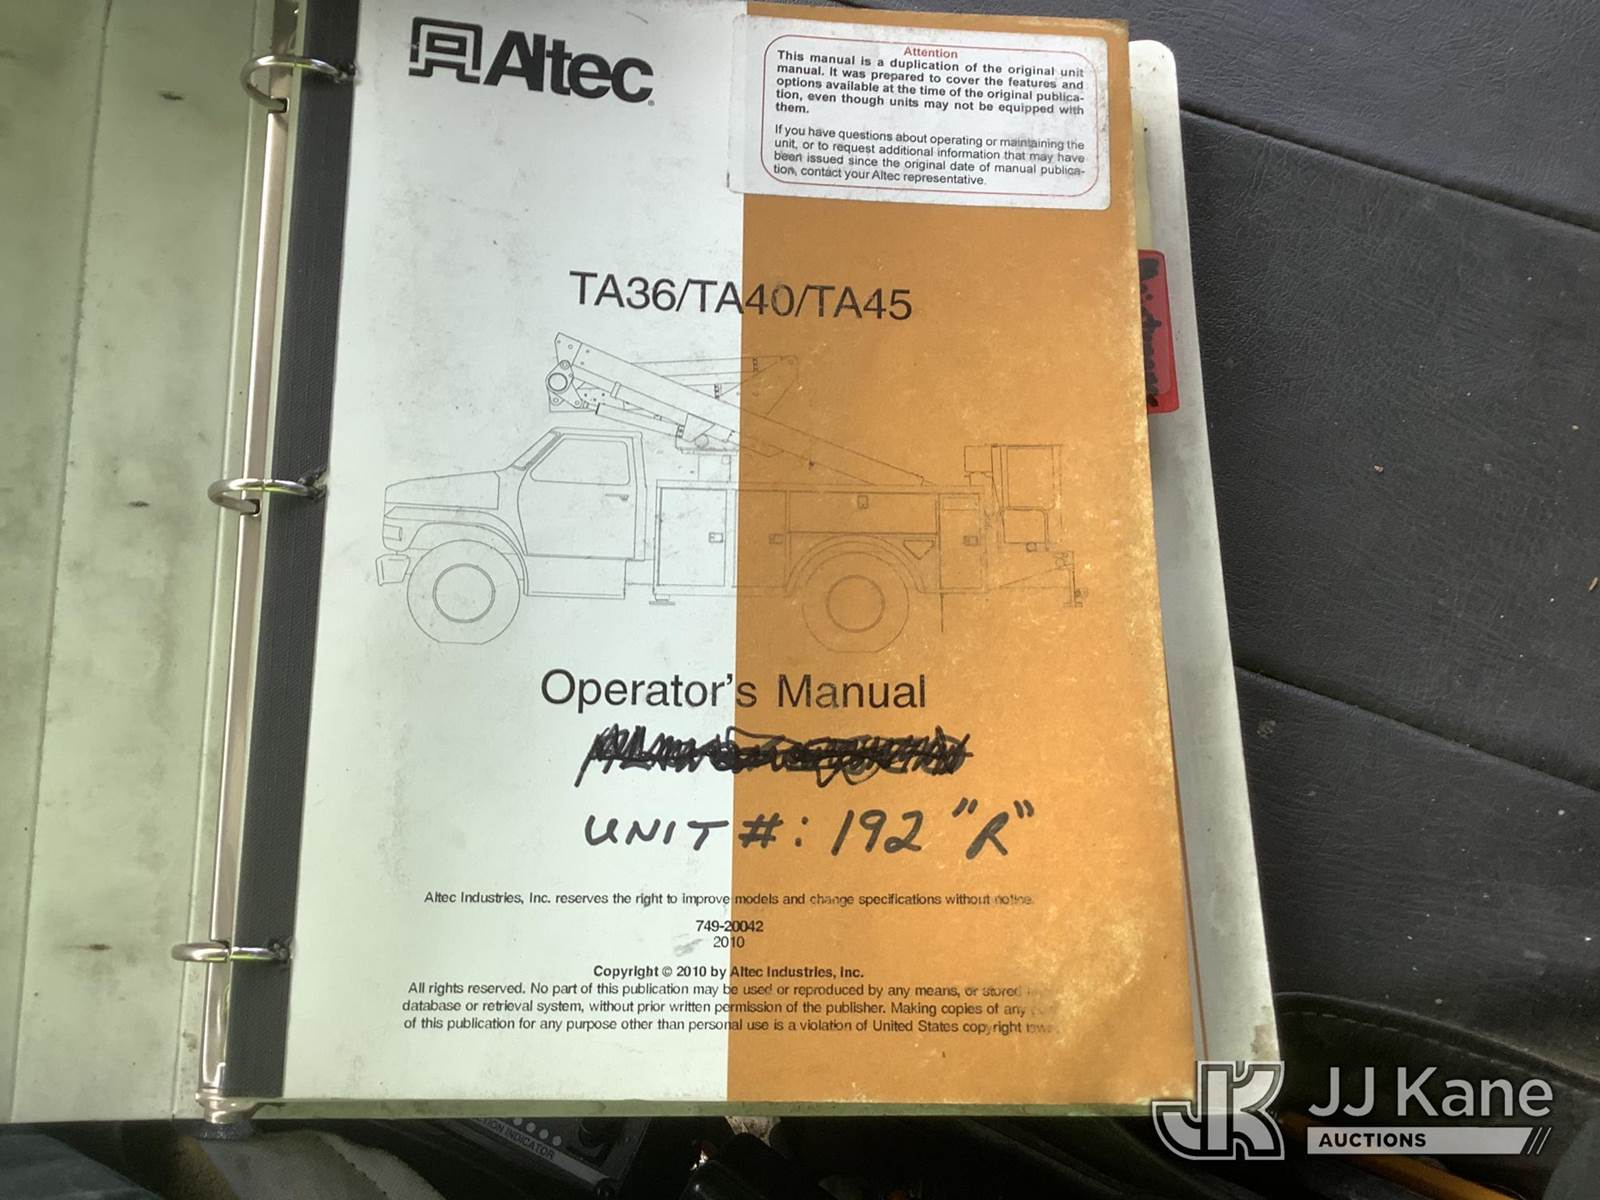 Altec
Attention
This manual is a duplication of the original unit
manual. It was prepared to cover the features and
options available at the time of the original publica-
tion, even though units may not be equipped with
them.
If you have questions about operating or maintaining the
unit, or to request additional information that may have
been issued since the original date of manual publica-
tion, contact your Altec representative.
TA36/TA40/TA45
Operator's Manual
UNIT #: 192 "R"
Altec Industries, Inc. reserves the right to improve models and change specifications without notice.
749-20042
2010
Copyright © 2010 by Altec Industries, Inc.
All rights reserved. No part of this publication may be used or reproduced by any means, or stored
database or retrieval system, without prior written permission of the publisher. Making copies of any
of this publication for any purpose other than personal use is a violation of United States copyright laws
INDICATOR
JK
JJ Kane
AUCTIONS